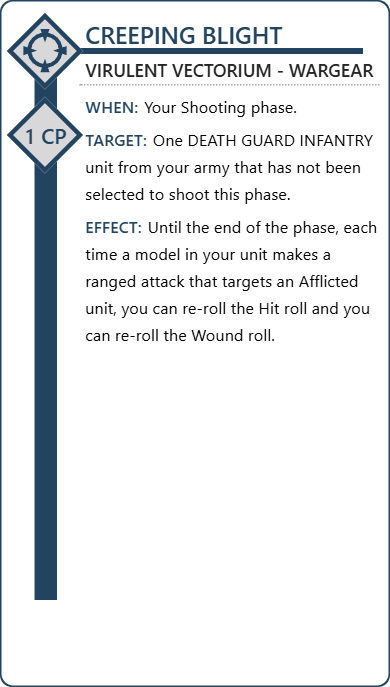 CREEPING BLIGHT
VIRULENT VECTORIUM - WARGEAR
WHEN: Your Shooting phase.
1 CP
TARGET: One DEATH GUARD INFANTRY
unit from your army that has not been
selected to shoot this phase.
EFFECT: Until the end of the phase, each
time a model in your unit makes a
ranged attack that targets an Afflicted
unit, you can re-roll the Hit roll and you
can re-roll the Wound roll.